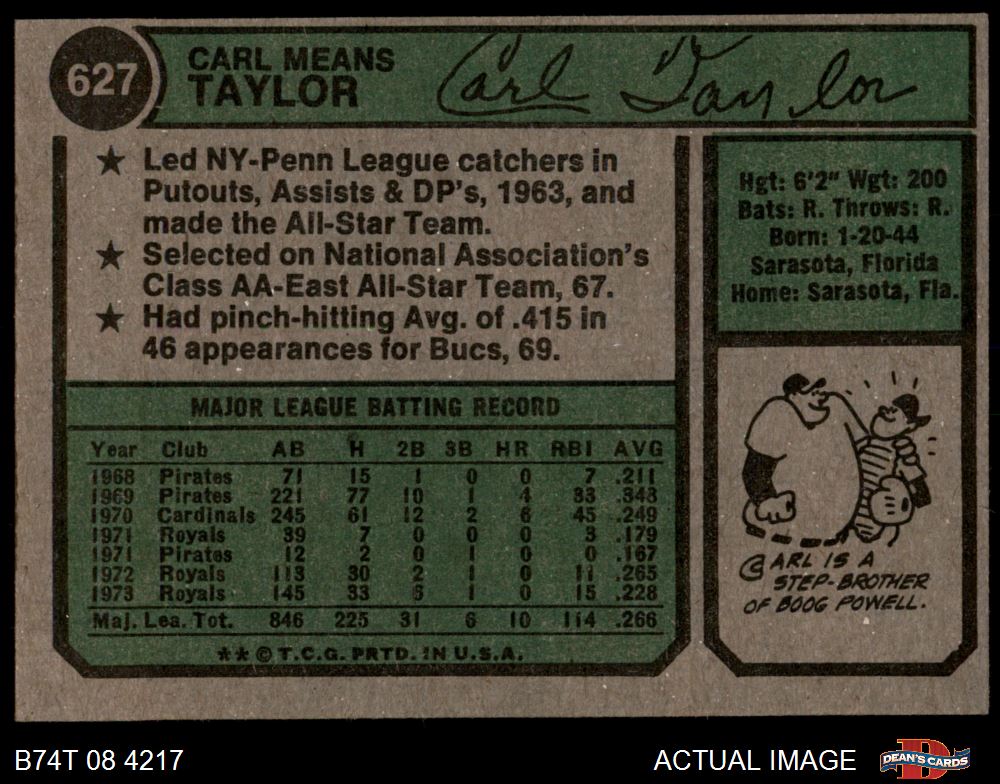 627
CARL MEANS
TAYLOR
Carl Taylor
★ Led NY-Penn League catchers in
Putouts, Assists & DP's, 1963, and
made the All-Star Team.
★ Selected on National Association's
Class AA-East All-Star Team, 67.
★ Had pinch-hitting Avg. of .415 in
46 appearances for Bucs, 69.
Hgt: 6'2" Wgt: 200
Bats: R. Throws: R.
Born: 1-20-44
Sarasota, Florida
Home: Sarasota, Fla.
MAJOR LEAGUE BATTING RECORD
Year Club AB H 2B 3B HR RBI AVG
1968 Pirates 71 15 1 0 0 7 .211
1969 Pirates 221 77 10 1 4 33 .348
1970 Cardinals 245 61 12 2 6 45 .249
1971 Royals 39 7 0 0 0 3 .179
1971 Pirates 12 2 0 1 0 0 .167
1972 Royals 113 30 2 1 0 11 .265
1973 Royals 145 33 6 1 0 15 .228
Maj. Lea. Tot. 846 225 31 6 10 114 .266
★★ © T.C.G. PRTD. IN U.S.A.
CARL IS A
STEP-BROTHER
OF BOOG POWELL.
B74T 08 4217
ACTUAL IMAGE
D
DEAN'S CARDS